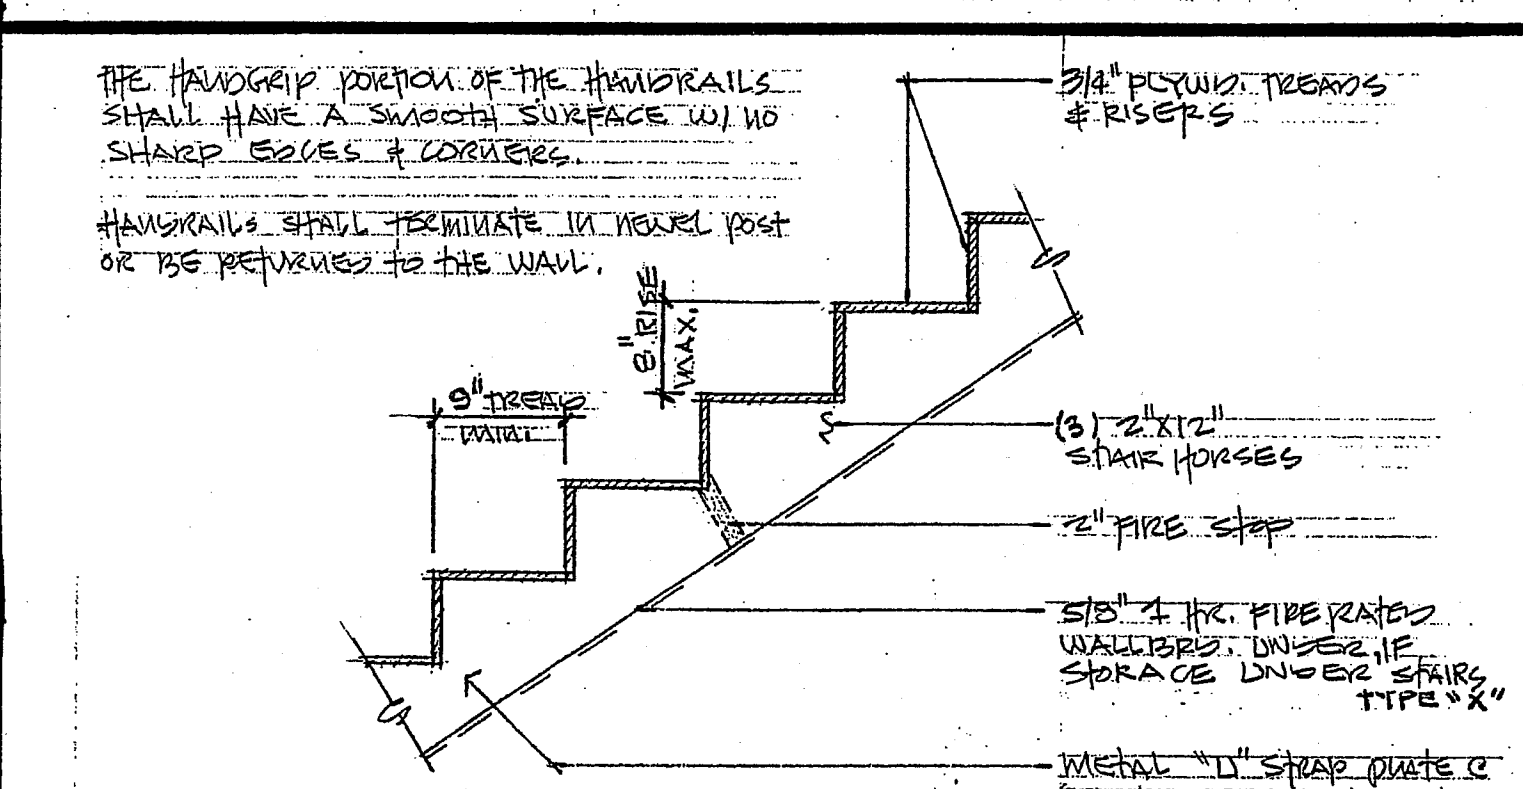 THE HANDGRIP PORTION OF THE HANDRAILS
SHALL HAVE A SMOOTH SURFACE W/ NO
SHARP EDGES & CORNERS.
HANDRAILS SHALL TERMINATE IN NEWEL POST
OR BE RETURNED TO THE WALL.
3/4" PLYWD. TREADS
& RISERS
8" RISE
MAX.
9" TREAD
MIN.
(3) 2"X12"
STAIR HORSES
2" FIRE STOP
5/8" 1 HR. FIRE RATED
WALLBRD. UNDER, IF
STORAGE UNDER STAIRS
TYPE "X"
METAL "U" STRAP PLATE @